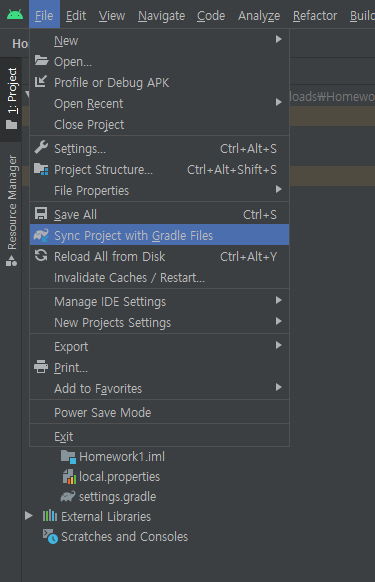 File Edit View Navigate Code Analyze Refactor Build
Ho
1: Project
Resource Manager
New
Open...
Profile or Debug APK
Open Recent
Close Project
Settings... Ctrl+Alt+S
Project Structure... Ctrl+Alt+Shift+S
File Properties
Save All Ctrl+S
Sync Project with Gradle Files
Reload All from Disk Ctrl+Alt+Y
Invalidate Caches / Restart...
Manage IDE Settings
New Projects Settings
Export
Print...
Add to Favorites
Power Save Mode
Exit
loads₩Homewor
Homework1.iml
local.properties
settings.gradle
External Libraries
Scratches and Consoles